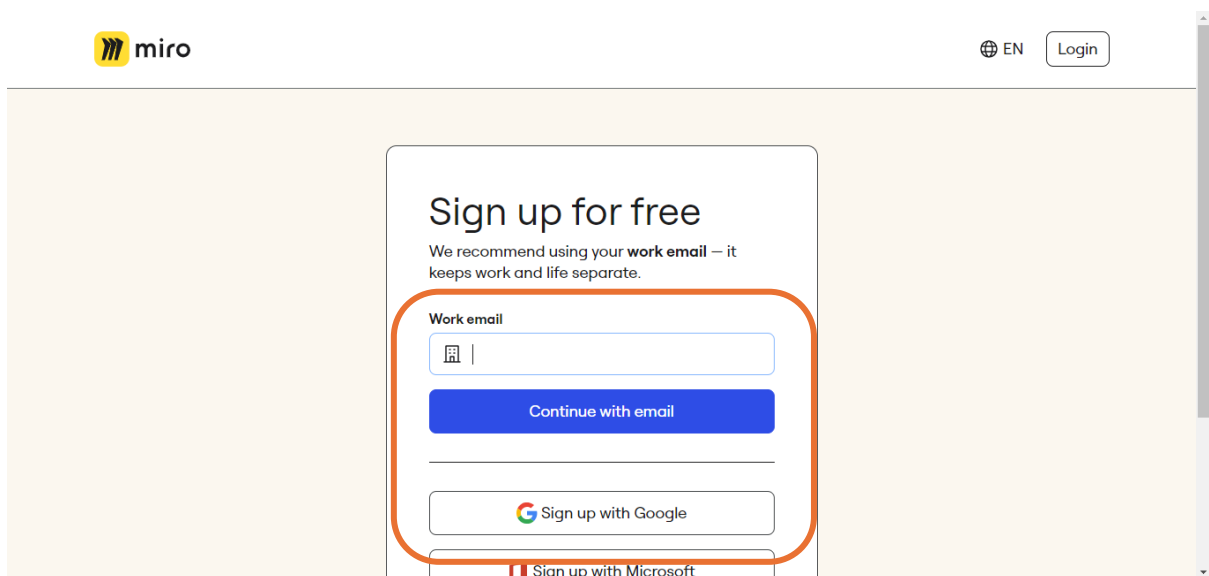 miro
EN
Login
Sign up for free
We recommend using your work email — it
keeps work and life separate.
Work email
Continue with email
Sign up with Google
Sign up with Microsoft